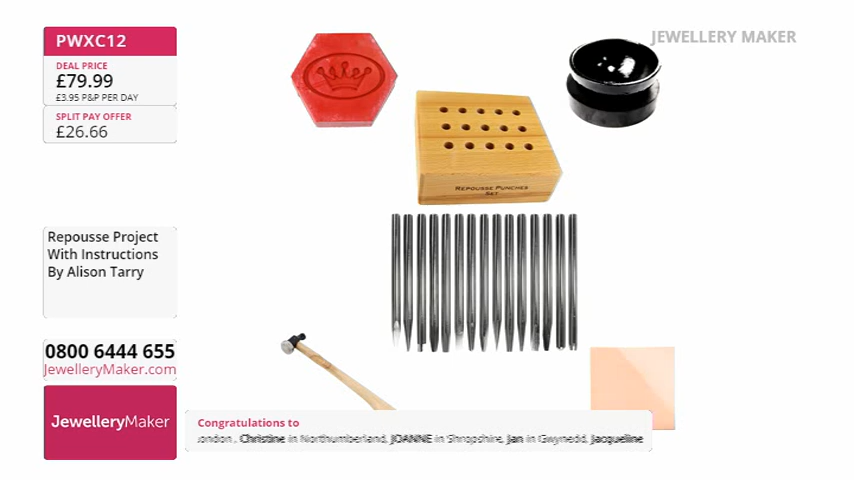 PWXC12
DEAL PRICE
£79.99
£3.95 P&P PER DAY
SPLIT PAY OFFER
£26.66
JEWELLERY MAKER
REPOUSSE PUNCHES
SET
Repousse Project
With Instructions
By Alison Tarry
0800 6444 655
JewelleryMaker.com
JewelleryMaker
Congratulations to
Christine in Northumberland, JOANNE in Shropshire, Jan in Gwynedd, Jacqueline